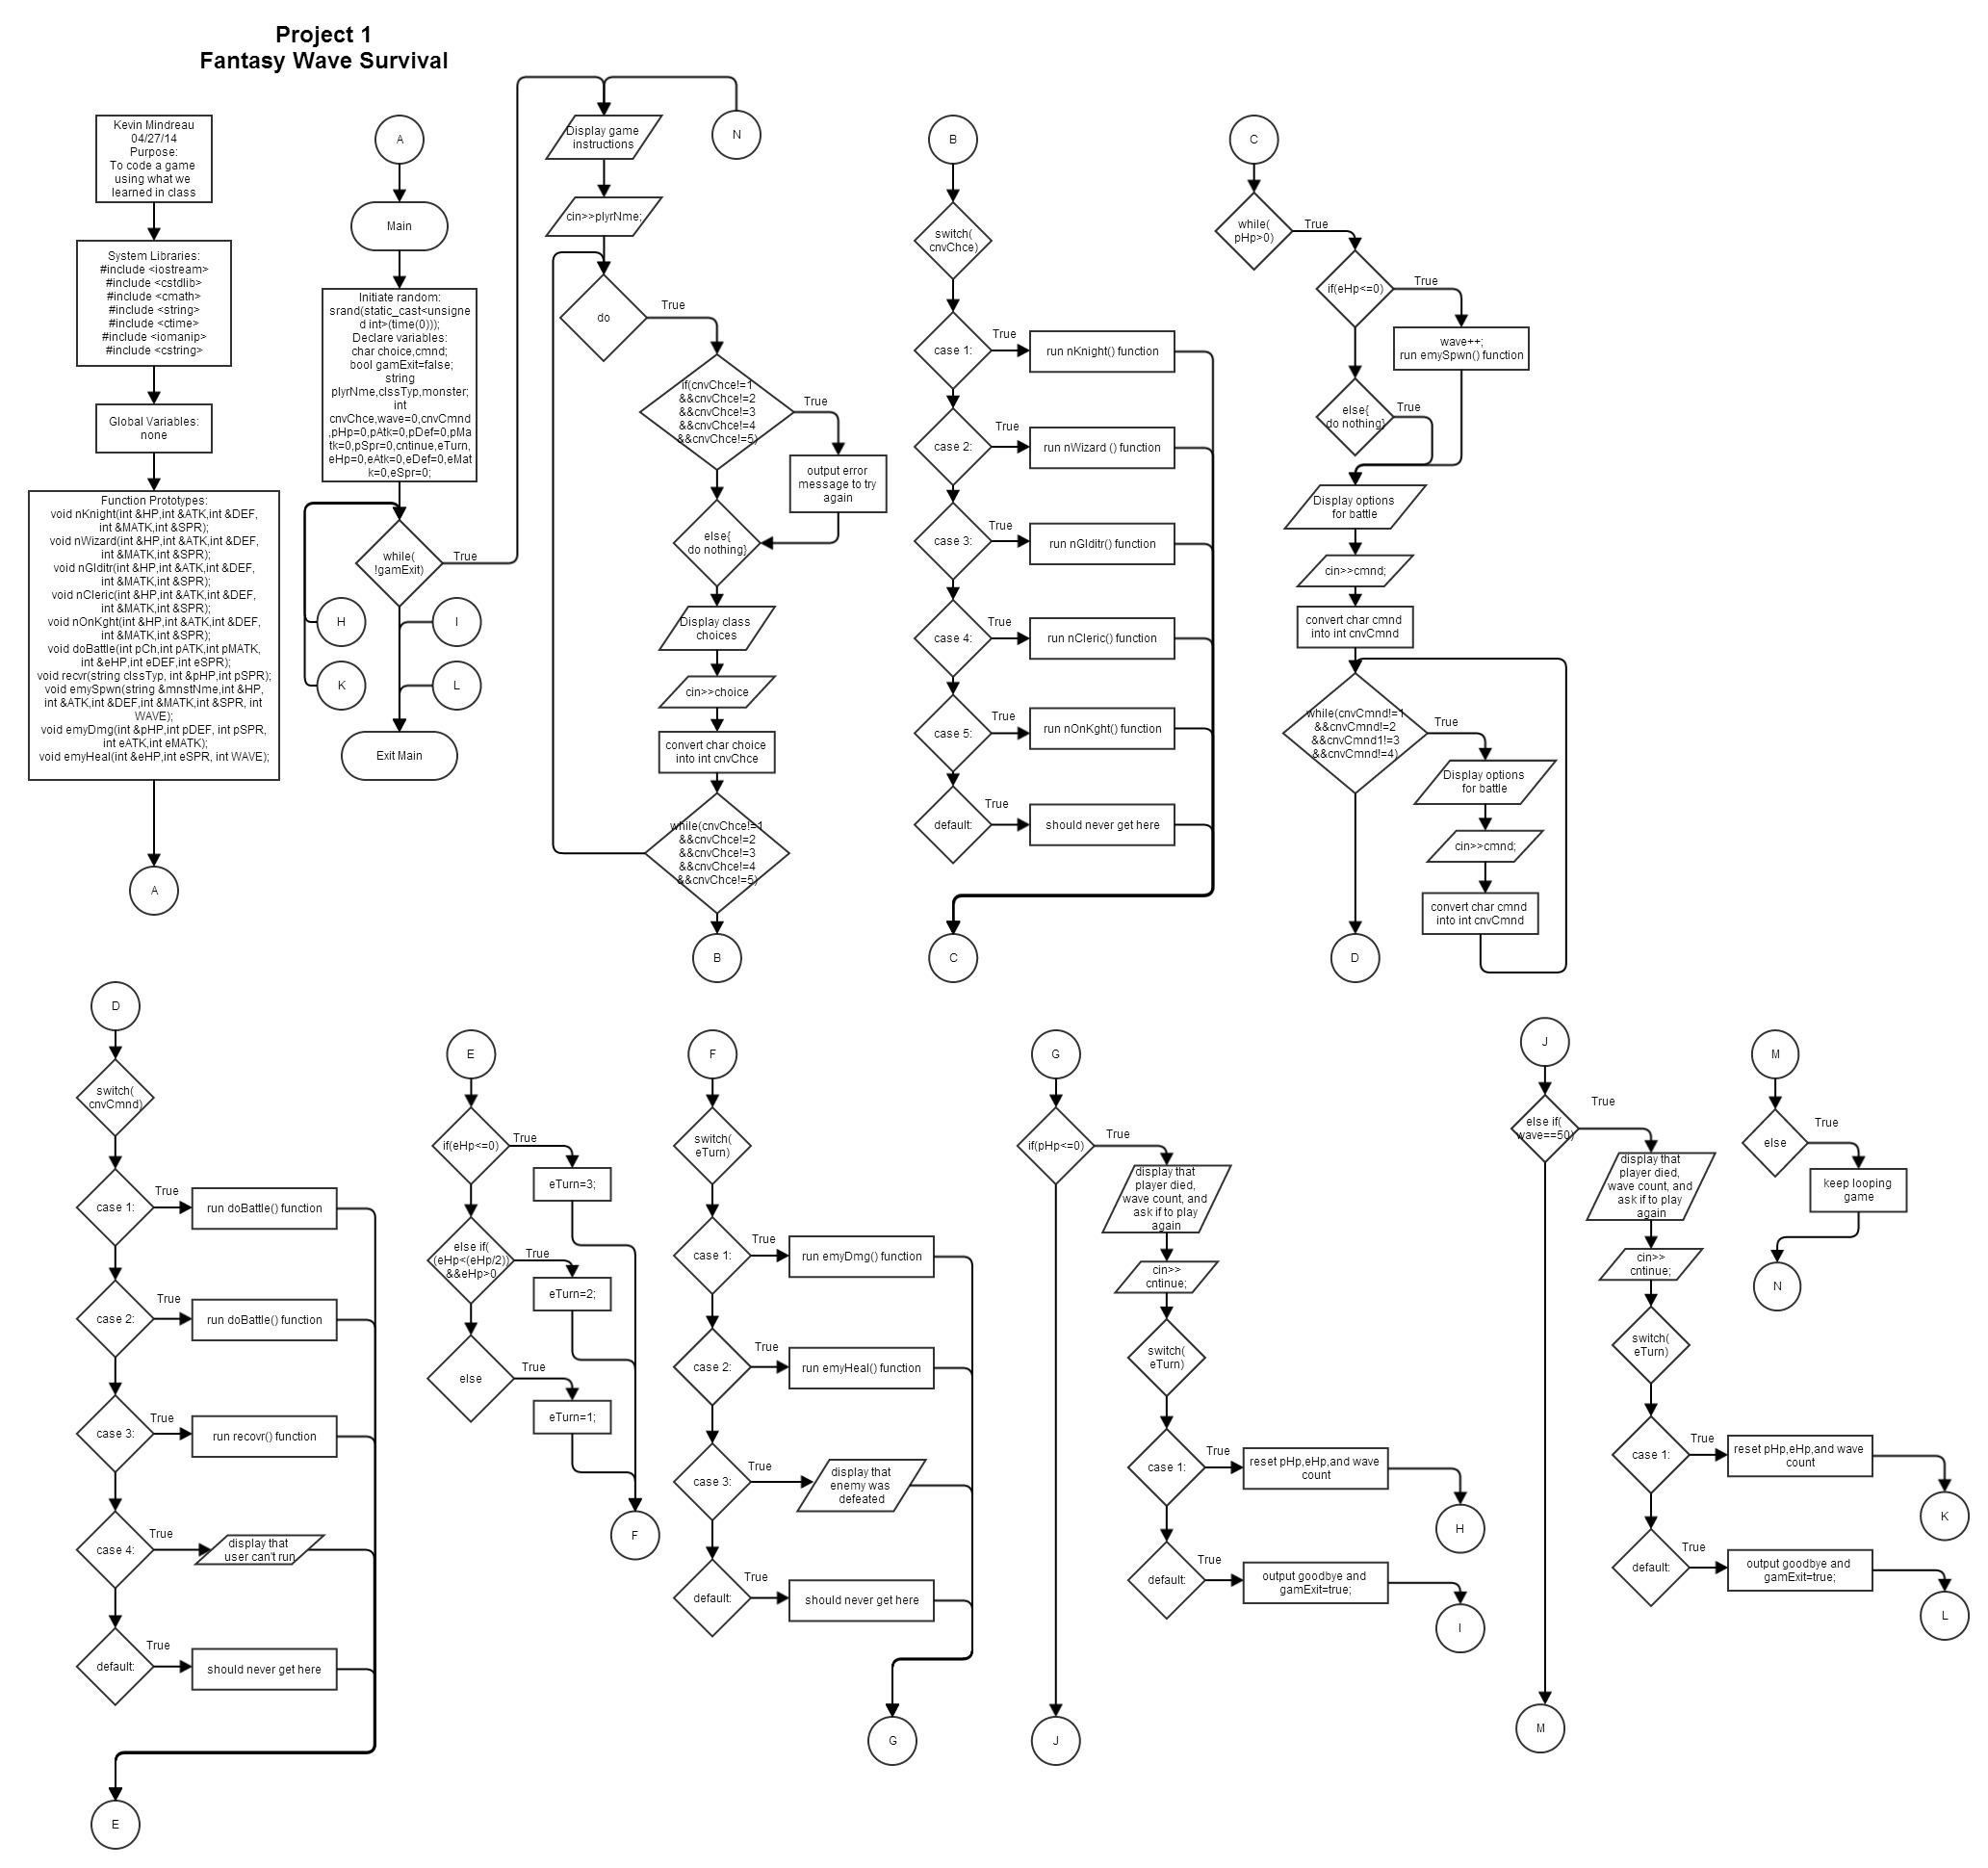 Project 1
Fantasy Wave Survival
Kevin Mindreau
04/27/14
Purpose:
To code a game
using what we
learned in class
System Libraries:
#include <iostream>
#include <cstdlib>
#include <cmath>
#include <string>
#include <ctime>
#include <iomanip>
#include <cstring>
Global Variables:
none
Function Prototypes:
void nKnight(int &HP,int &ATK,int &DEF,
int &MATK,int &SPR);
void nWizard(int &HP,int &ATK,int &DEF,
int &MATK,int &SPR);
void nGlditr(int &HP,int &ATK,int &DEF,
int &MATK,int &SPR);
void nCleric(int &HP,int &ATK,int &DEF,
int &MATK,int &SPR);
void nOnKght(int &HP,int &ATK,int &DEF,
int &MATK,int &SPR);
void doBattle(int pCh,int pATK,int pMATK,
int &eHP,int eDEF,int eSPR);
void recvr(string clssTyp, int &pHP,int pSPR);
void emySpwn(string &mnstNme,int &HP,
int &ATK,int &DEF,int &MATK,int &SPR, int
WAVE);
void emyDmg(int &pHP,int pDEF, int pSPR,
int eATK,int eMATK);
void emyHeal(int &eHP,int eSPR, int WAVE);
A
A
Main
Initiate random:
srand(static_cast<unsigne
d int>(time(0)));
Declare variables:
char choice,cmnd;
bool gamExit=false;
string
plyrNme,clssTyp,monster;
int
cnvChce,wave=0,cnvCmnd
,pHp=0,pAtk=0,pDef=0,pMa
tk=0,pSpr=0,cntinue,eTurn,
eHp=0,eAtk=0,eDef=0,eMat
k=0,eSpr=0;
while(
!gamExit)
True
H
I
K
L
Exit Main
N
Display game
instructions
cin>>plyrNme;
do
True
if(cnvChce!=1
&&cnvChce!=2
&&cnvChce!=3
&&cnvChce!=4
&&cnvChce!=5)
True
output error
message to try
again
else{
do nothing}
Display class
choices
cin>>choice
convert char choice
into int cnvChce
while(cnvChce!=1
&&cnvChce!=2
&&cnvChce!=3
&&cnvChce!=4
&&cnvChce!=5)
B
B
switch(
cnvChce)
case 1:
True
run nKnight() function
case 2:
True
run nWizard () function
case 3:
True
run nGlditr() function
case 4:
True
run nCleric() function
case 5:
True
run nOnKght() function
default:
True
should never get here
C
C
while(
pHp>0)
True
if(eHp<=0)
True
wave++;
run emySpwn() function
else{
do nothing}
True
Display options
for battle
cin>>cmnd;
convert char cmnd
into int cnvCmnd
while(cnvCmnd!=1
&&cnvCmnd!=2
&&cnvCmnd1!=3
&&cnvCmnd!=4)
True
Display options
for battle
cin>>cmnd;
convert char cmnd
into int cnvCmnd
D
D
switch(
cnvCmnd)
case 1:
True
run doBattle() function
case 2:
True
run doBattle() function
case 3:
True
run recovr() function
case 4:
True
display that
user can't run
default:
True
should never get here
E
E
if(eHp<=0)
True
eTurn=3;
else if(
(eHp<(eHp/2))
&&eHp>0
True
eTurn=2;
else
True
eTurn=1;
F
F
switch(
eTurn)
case 1:
True
run emyDmg() function
case 2:
True
run emyHeal() function
case 3:
True
display that
enemy was
defeated
default:
True
should never get here
G
G
if(pHp<=0)
True
display that
player died,
wave count, and
ask if to play
again
cin>>
cntinue;
switch(
eTurn)
case 1:
True
reset pHp,eHp,and wave
count
H
default:
True
output goodbye and
gamExit=true;
I
J
J
else if(
wave==50)
True
display that
player died,
wave count, and
ask if to play
again
cin>>
cntinue;
switch(
eTurn)
case 1:
True
reset pHp,eHp,and wave
count
K
default:
True
output goodbye and
gamExit=true;
L
M
M
else
True
keep looping
game
N